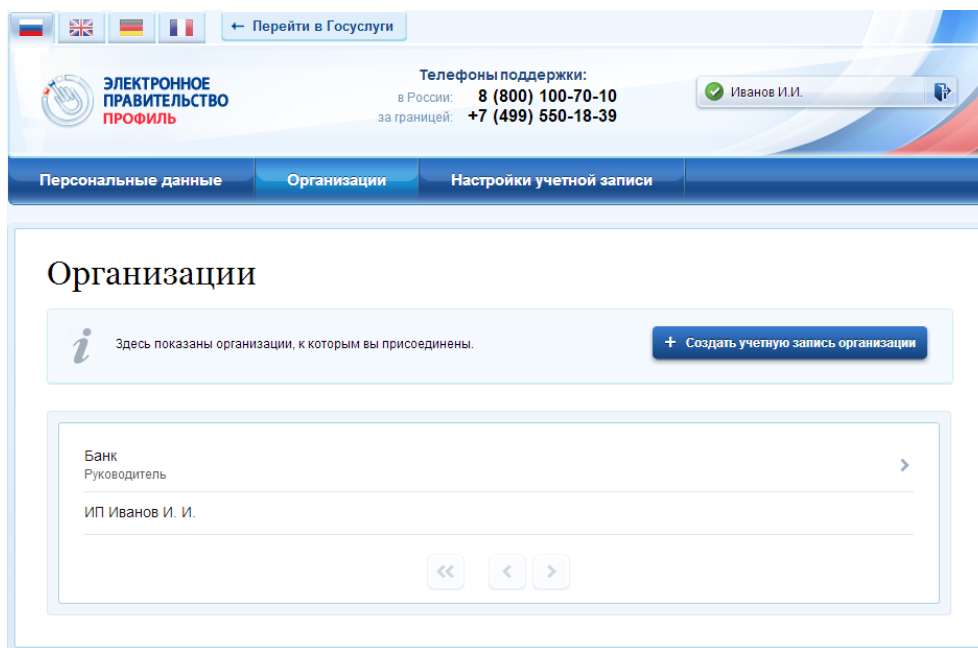 ← Перейти в Госуслуги
ЭЛЕКТРОННОЕ
ПРАВИТЕЛЬСТВО
ПРОФИЛЬ
Телефоны поддержки:
в России: 8 (800) 100-70-10
за границей: +7 (499) 550-18-39
Иванов И.И.
Персональные данные Организации Настройки учетной записи
Организации
Здесь показаны организации, к которым вы присоединены.
+ Создать учетную запись организации
Банк
Руководитель
ИП Иванов И. И.